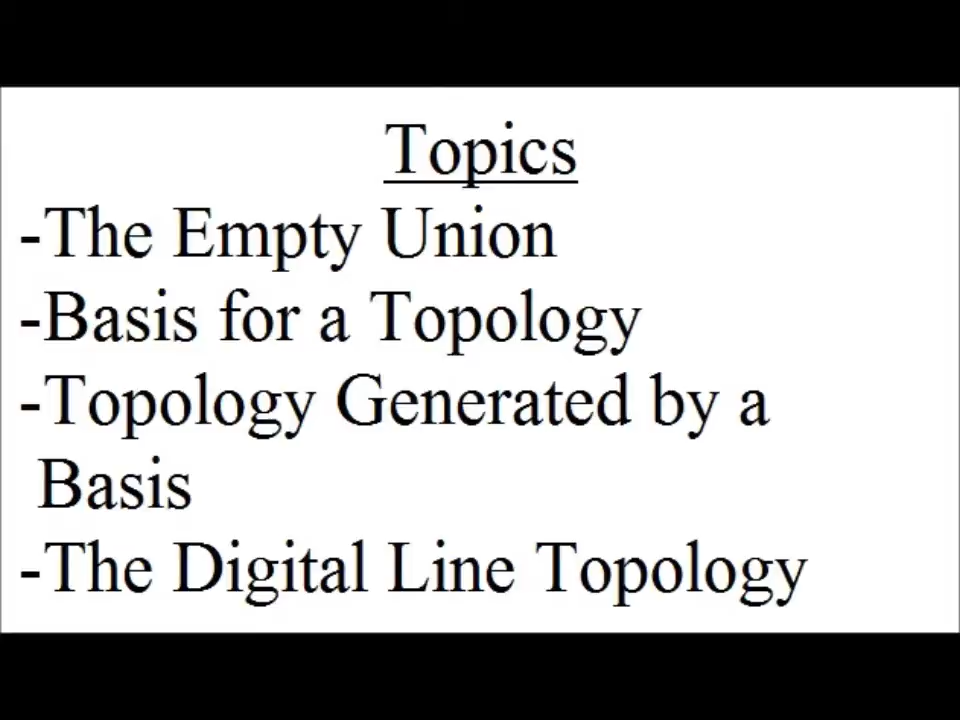 Topics
-The Empty Union
-Basis for a Topology
-Topology Generated by a
Basis
-The Digital Line Topology